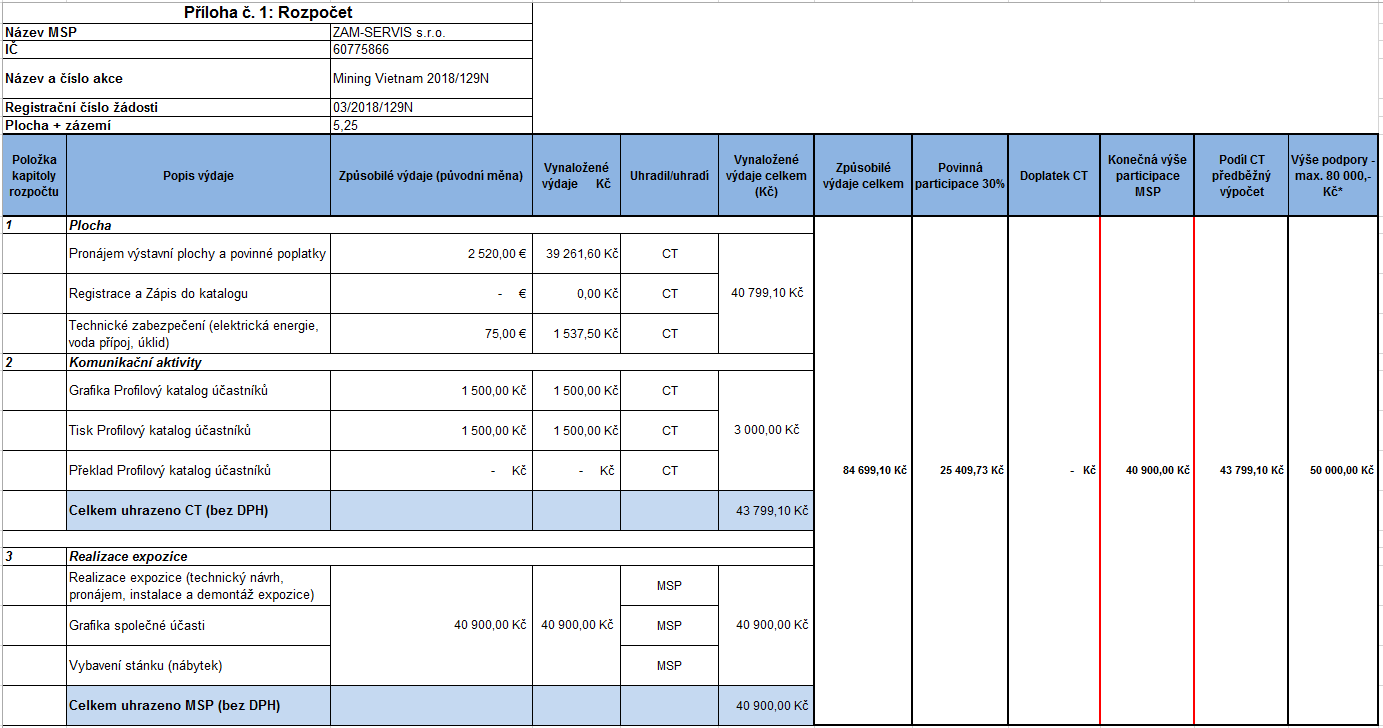 Příloha č. 1: Rozpočet
Název MSP ZAM-SERVIS s.r.o.
IČ 60775866
Název a číslo akce Mining Vietnam 2018/129N
Registrační číslo žádosti 03/2018/129N
Plocha + zázemí 5,25
Položka kapitoly rozpočtu Popis výdaje Způsobilé výdaje (původní měna) Vynaložené výdaje Kč Uhradil/uhradí Vynaložené výdaje celkem (Kč) Způsobilé výdaje celkem Povinná participace 30% Doplatek CT Konečná výše participace MSP Podíl CT předběžný výpočet Výše podpory - max. 80 000,- Kč*
1 Plocha
Pronájem výstavní plochy a povinné poplatky 2 520,00 € 39 261,60 Kč CT
Registrace a Zápis do katalogu - € 0,00 Kč CT 40 799,10 Kč
Technické zabezpečení (elektrická energie,
voda přípoj, úklid) 75,00 € 1 537,50 Kč CT
2 Komunikační aktivity
Grafika Profilový katalog účastníků 1 500,00 Kč 1 500,00 Kč CT
Tisk Profilový katalog účastníků 1 500,00 Kč 1 500,00 Kč CT 3 000,00 Kč
Překlad Profilový katalog účastníků - Kč - Kč CT 84 699,10 Kč 25 409,73 Kč - Kč 40 900,00 Kč 43 799,10 Kč 50 000,00 Kč
Celkem uhrazeno CT (bez DPH) 43 799,10 Kč
3 Realizace expozice
Realizace expozice (technický návrh,
pronájem, instalace a demontáž expozice) MSP
Grafika společné účasti 40 900,00 Kč 40 900,00 Kč MSP 40 900,00 Kč
Vybavení stánku (nábytek) MSP
Celkem uhrazeno MSP (bez DPH) 40 900,00 Kč